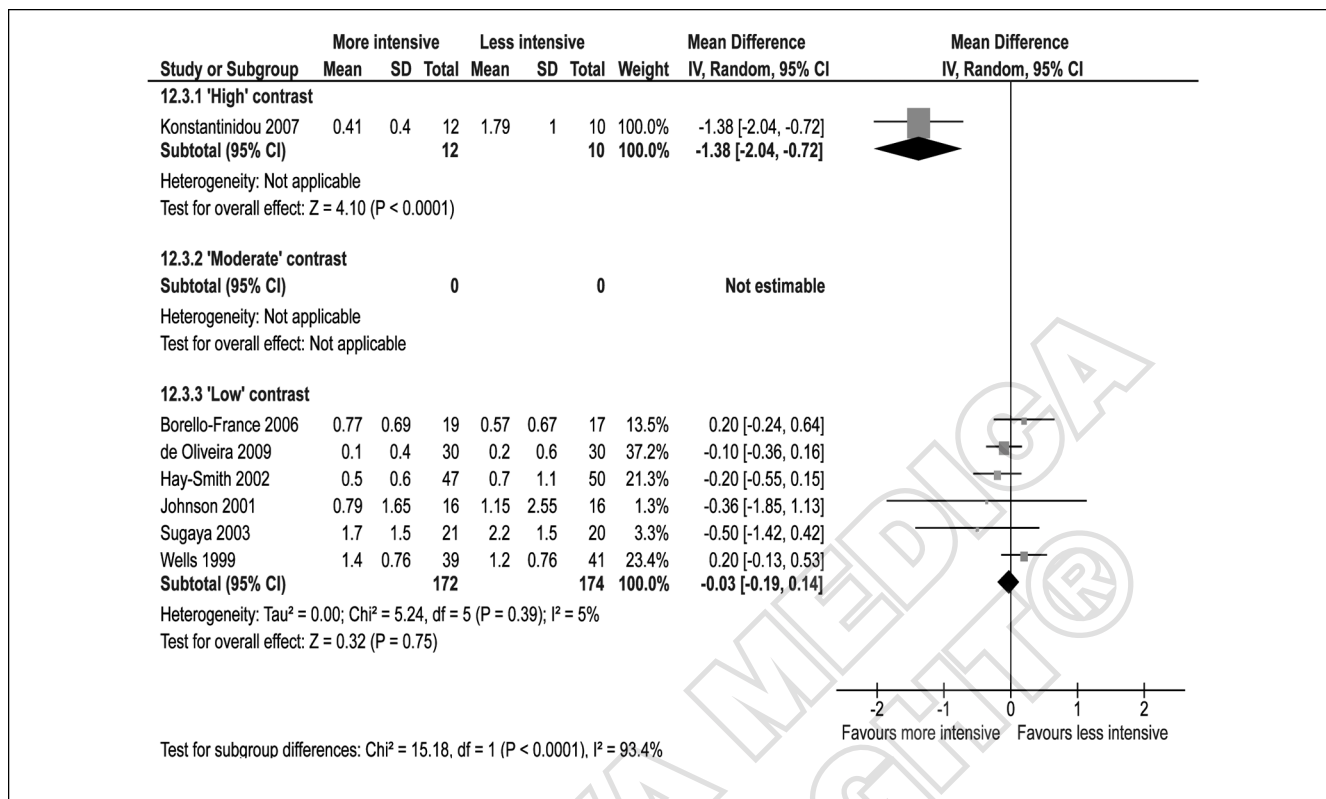 More intensive Less intensive Mean Difference Mean Difference
Study or Subgroup Mean SD Total Mean SD Total Weight IV, Random, 95% CI IV, Random, 95% CI
12.3.1 'High' contrast
Konstantinidou 2007 0.41 0.4 12 1.79 1 10 100.0% -1.38 [-2.04, -0.72]
Subtotal (95% CI) 12 10 100.0% -1.38 [-2.04, -0.72]
Heterogeneity: Not applicable
Test for overall effect: Z = 4.10 (P < 0.0001)
12.3.2 'Moderate' contrast
Subtotal (95% CI) 0 0 Not estimable
Heterogeneity: Not applicable
Test for overall effect: Not applicable
12.3.3 'Low' contrast
Borello-France 2006 0.77 0.69 19 0.57 0.67 17 13.5% 0.20 [-0.24, 0.64]
de Oliveira 2009 0.1 0.4 30 0.2 0.6 30 37.2% -0.10 [-0.36, 0.16]
Hay-Smith 2002 0.5 0.6 47 0.7 1.1 50 21.3% -0.20 [-0.55, 0.15]
Johnson 2001 0.79 1.65 16 1.15 2.55 16 1.3% -0.36 [-1.85, 1.13]
Sugaya 2003 1.7 1.5 21 2.2 1.5 20 3.3% -0.50 [-1.42, 0.42]
Wells 1999 1.4 0.76 39 1.2 0.76 41 23.4% 0.20 [-0.13, 0.53]
Subtotal (95% CI) 172 174 100.0% -0.03 [-0.19, 0.14]
Heterogeneity: Tau² = 0.00; Chi² = 5.24, df = 5 (P = 0.39); I² = 5%
Test for overall effect: Z = 0.32 (P = 0.75)
-2 -1 0 1 2
Favours more intensive Favours less intensive
Test for subgroup differences: Chi² = 15.18, df = 1 (P < 0.0001), I² = 93.4%
MEDICA
GHT®